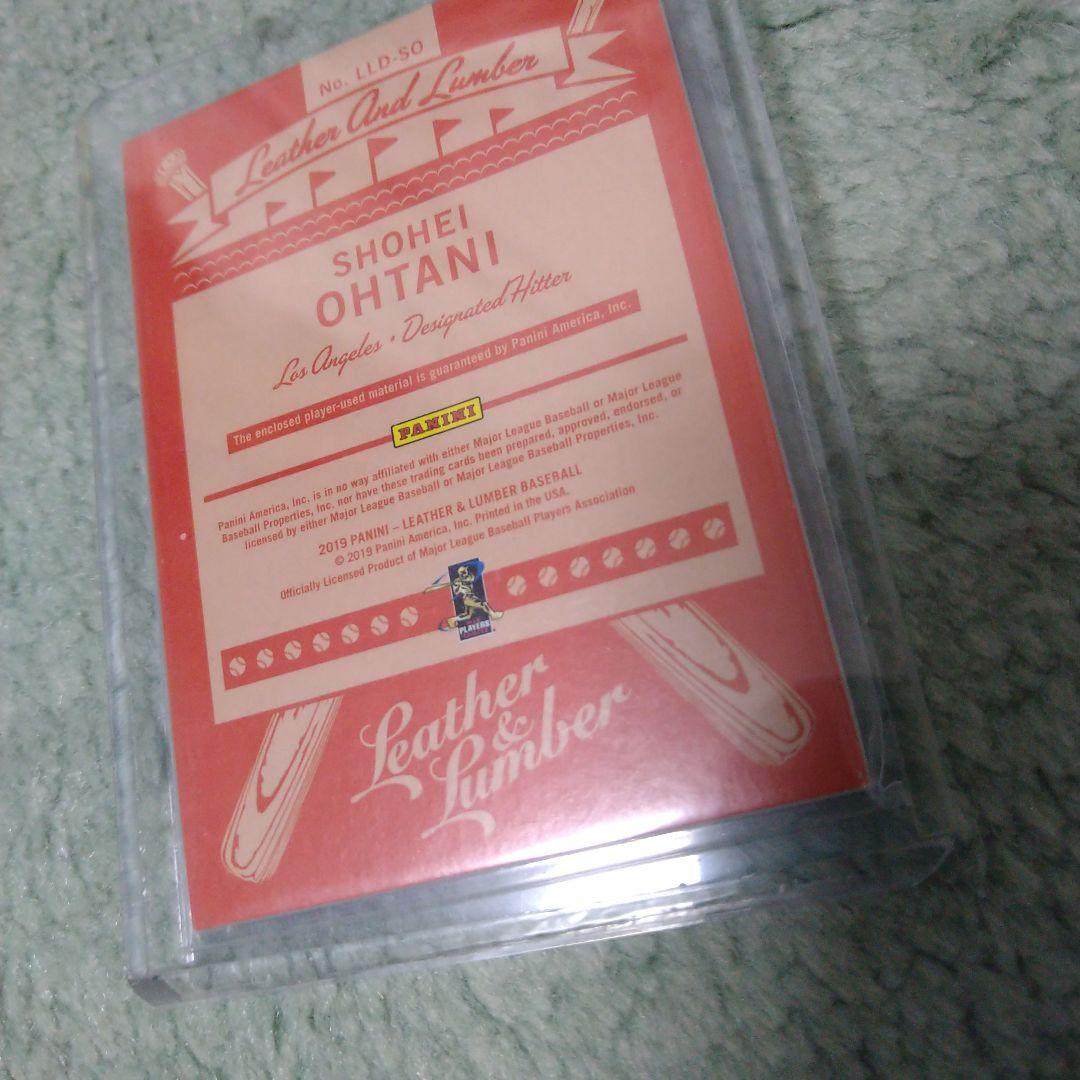 No. LLD-SO
Leather And Lumber
SHOHEI
OHTANI
Los Angeles • Designated Hitter
The enclosed player-used material is guaranteed by Panini America, Inc.
PANINI
Panini America, Inc. is in no way affiliated with either Major League Baseball or Major League
Baseball Properties, Inc. nor have these trading cards been prepared, approved, endorsed, or
licensed by either Major League Baseball or Major League Baseball Properties, Inc.
2019 PANINI – LEATHER & LUMBER BASEBALL
© 2019 Panini America, Inc. Printed in the USA.
Officially Licensed Product of Major League Baseball Players Association
PLAYERS
Leather
&
Lumber